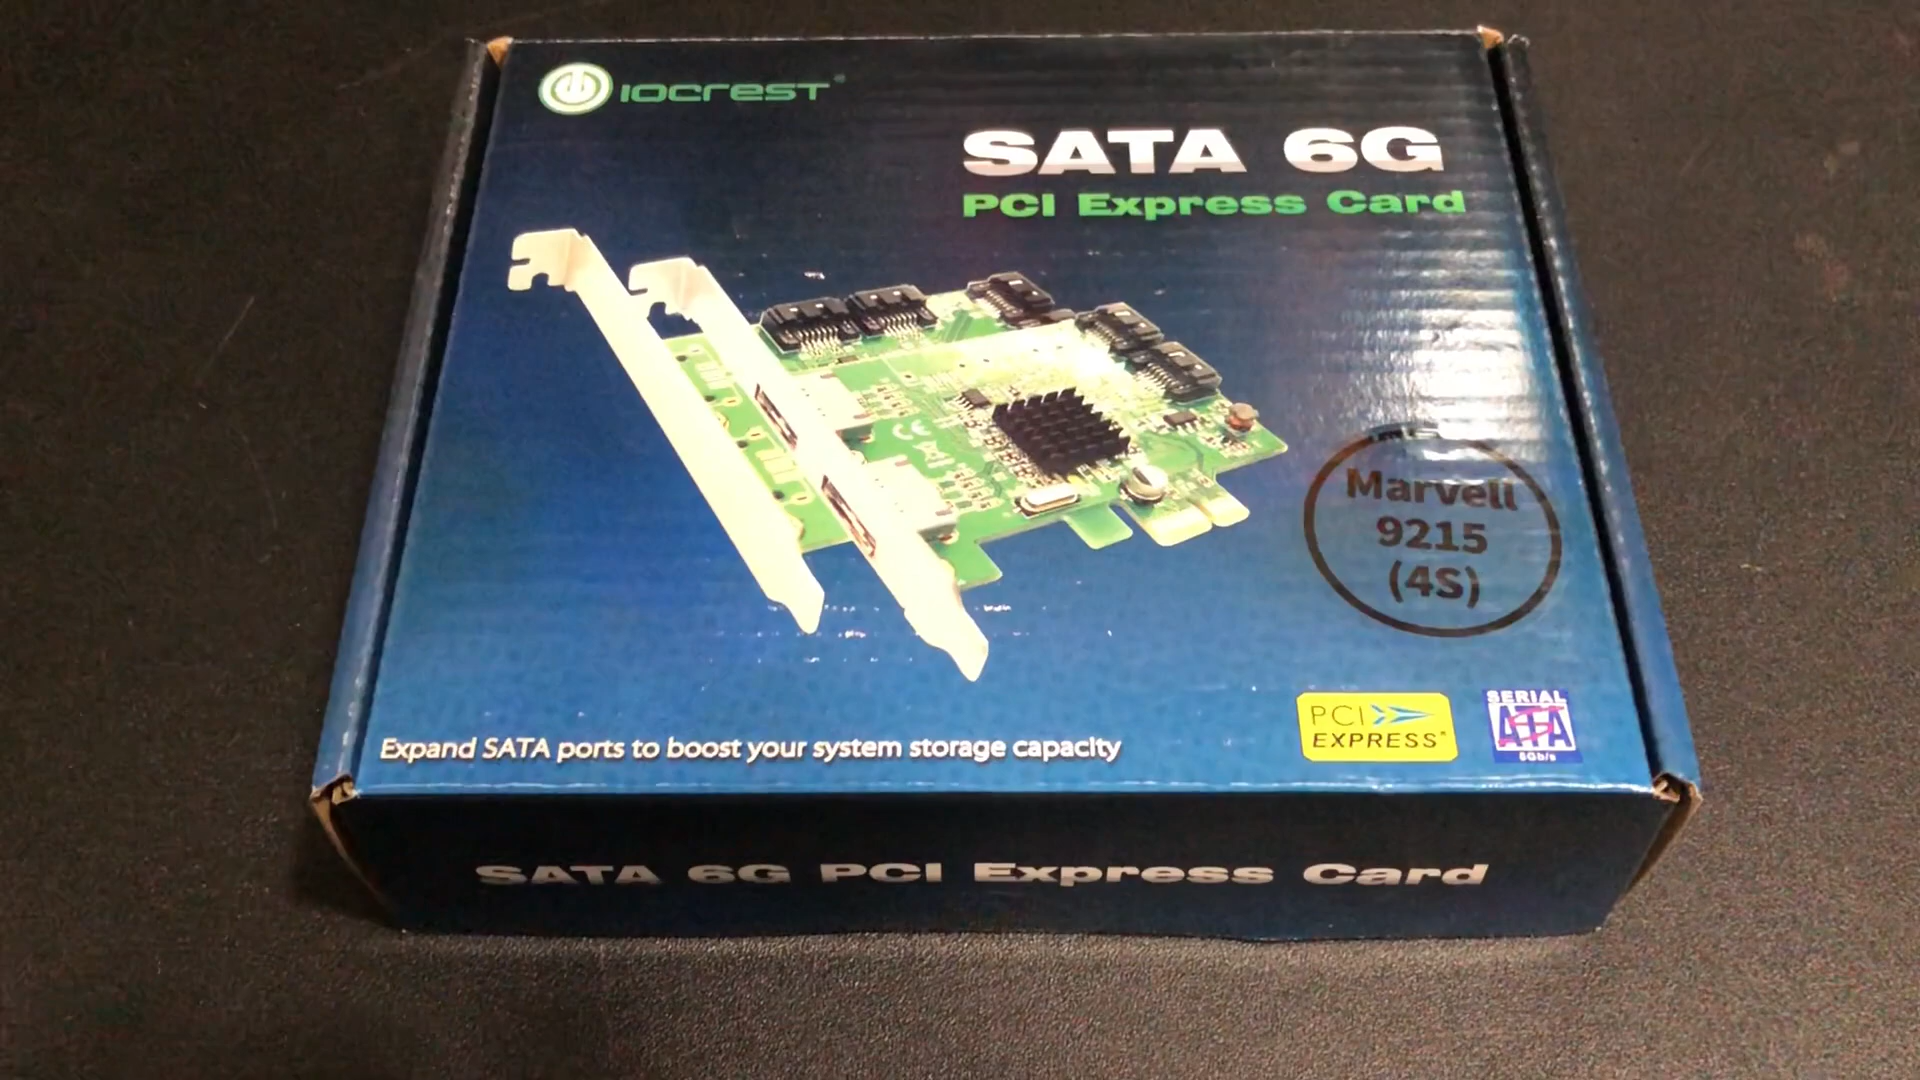 IOCREST®
SATA 6G
PCI Express Card
Marvell
9215
(4S)
PCI
EXPRESS®
SERIAL
ATA
6Gb/s
Expand SATA ports to boost your system storage capacity
SATA 6G PCI Express Card